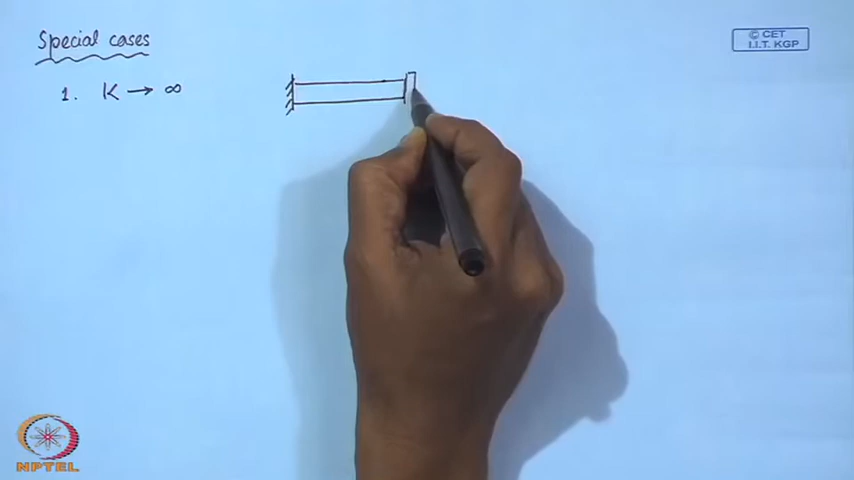 Special cases
© CET
I.I.T. KGP
1. K → ∞
NPTEL